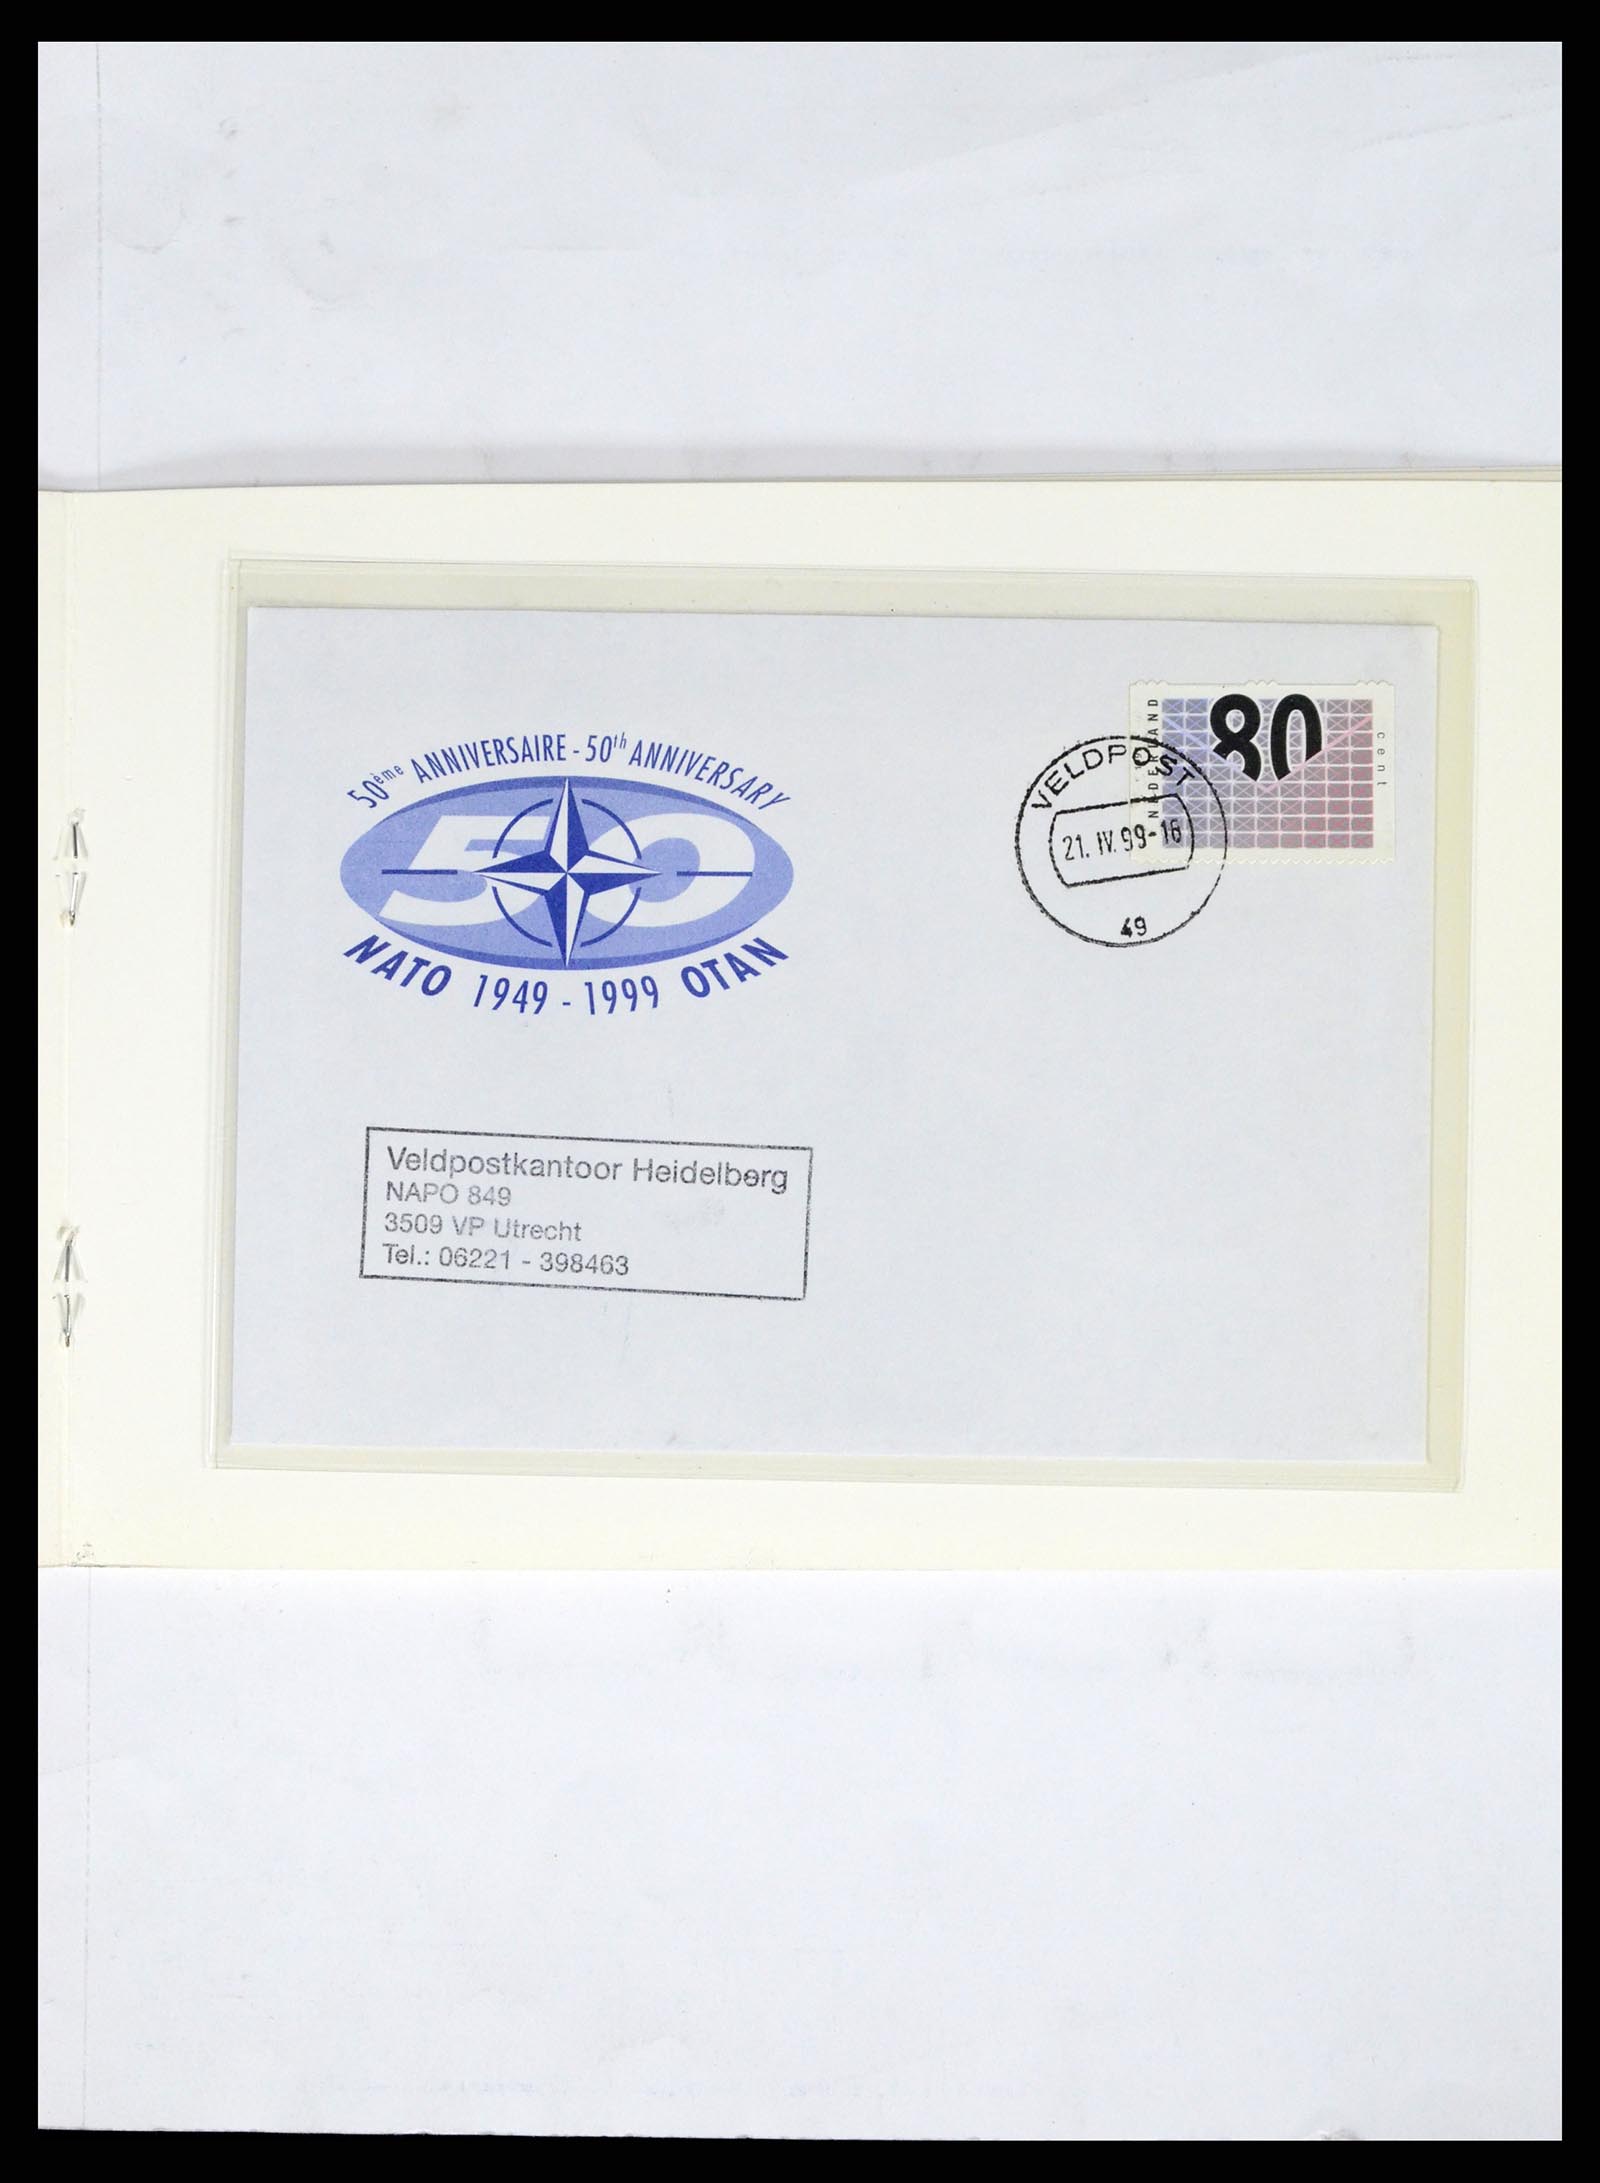 50ème ANNIVERSAIRE - 50th ANNIVERSARY
50
NATO 1949 - 1999 OTAN
NEDERLAND
80
cent
VELDPOST
21. IV. 99-16
49
Veldpostkantoor Heidelberg
NAPO 849
3509 VP Utrecht
Tel.: 06221 - 398463